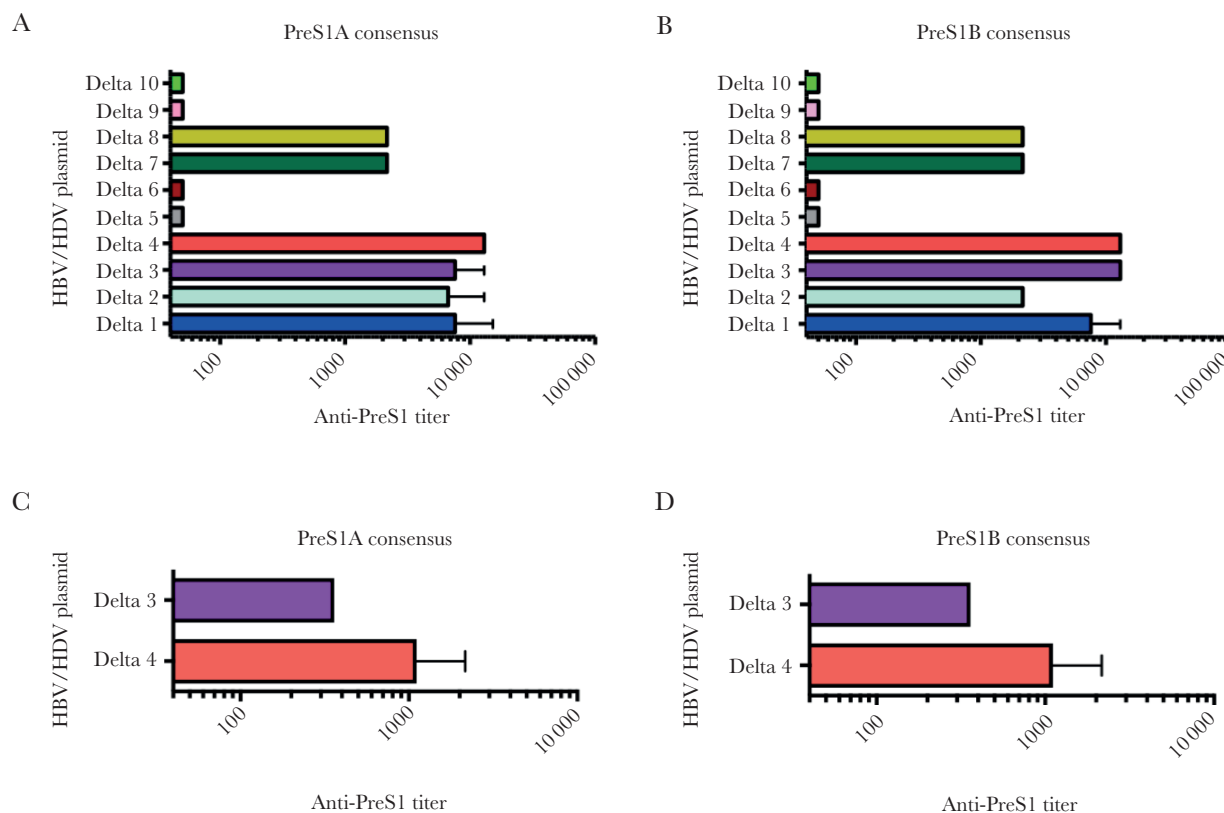 A
PreS1A consensus
HBV/HDV plasmid
Delta 10
Delta 9
Delta 8
Delta 7
Delta 6
Delta 5
Delta 4
Delta 3
Delta 2
Delta 1
100
1000
10 000
100 000
Anti-PreS1 titer
B
PreS1B consensus
HBV/HDV plasmid
Delta 10
Delta 9
Delta 8
Delta 7
Delta 6
Delta 5
Delta 4
Delta 3
Delta 2
Delta 1
100
1000
10 000
100 000
Anti-PreS1 titer
C
PreS1A consensus
HBV/HDV plasmid
Delta 3
Delta 4
100
1000
10 000
Anti-PreS1 titer
D
PreS1B consensus
HBV/HDV plasmid
Delta 3
Delta 4
100
1000
10 000
Anti-PreS1 titer